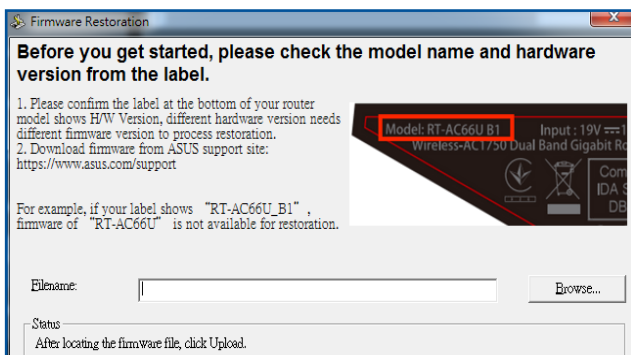 Firmware Restoration
Before you get started, please check the model name and hardware
version from the label.
1. Please confirm the label at the bottom of your router
model shows H/W Version, different hardware version needs
different firmware version to process restoration.
2. Download firmware from ASUS support site:
https://www.asus.com/support
For example, if your label shows “RT-AC66U_B1”,
firmware of “RT-AC66U” is not available for restoration.
Model: RT-AC66U B1 Input : 19V
Wireless-AC1750 Dual Band Gigabit
Com
IDA S
DB
Filename:
Browse...
Status
After locating the firmware file, click Upload.